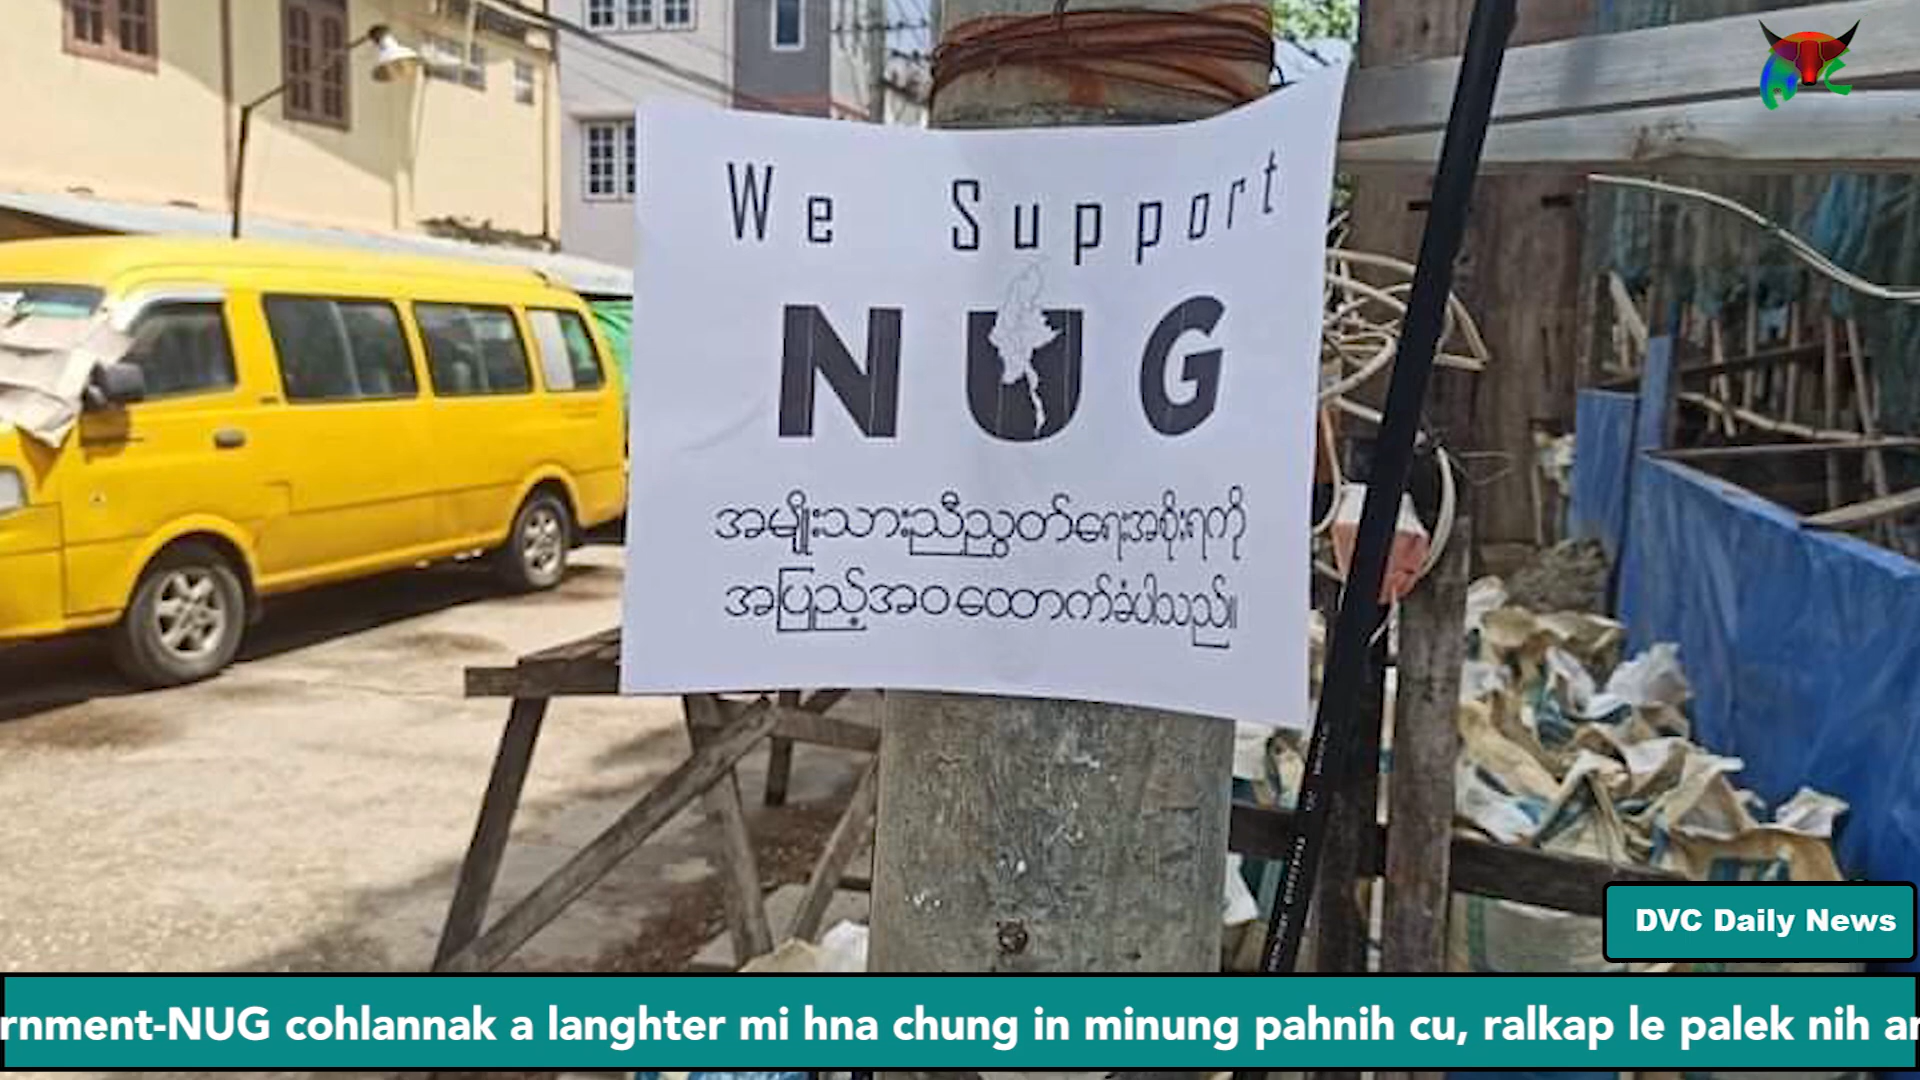 We Support
NUG
အမျိုးသားညီညွတ်ရေးအစိုးရကို
အပြည့်အဝထောက်ခံပါသည်။
DVC Daily News
rnment-NUG cohlannak a langhter mi hna chung in minung pahnih cu, ralkap le palek nih ar